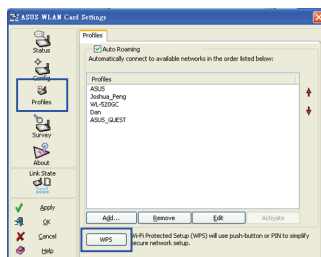 ASUS WLAN Card Settings
Status
Config
Profiles
Survey
About
Link State
Apply
OK
Cancel
Help
Profiles
Auto Roaming
Automatically connect to available networks in the order listed below:
Profiles
ASUS
Joshua_Peng
WL-520GC
Dan
ASUS_GUEST
Add...
Remove
Edit
Activate
WPS
Wi-Fi Protected Setup (WPS) will use push-button or PIN to simplify
secure network setup.